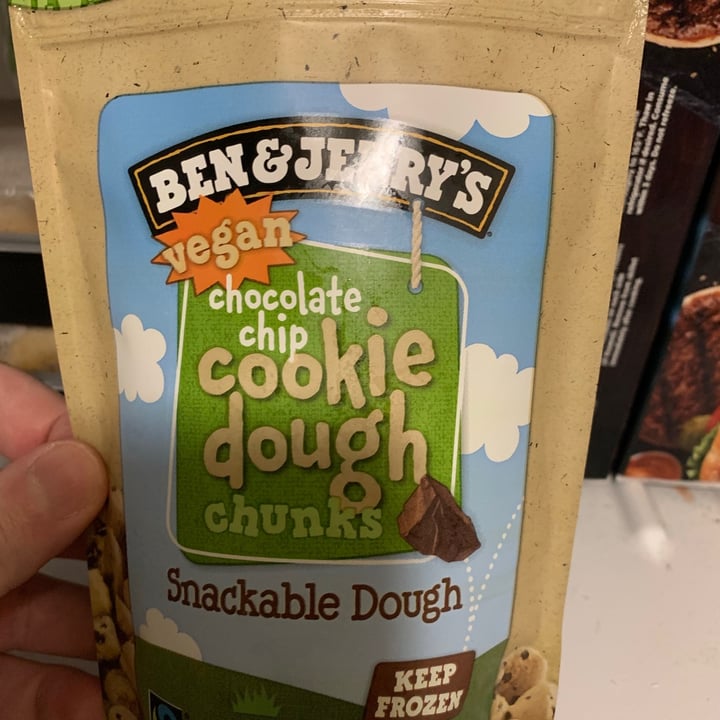 BEN & JERRY'S
vegan
chocolate
chip
cookie
dough
chunks
Snackable Dough
KEEP
FROZEN